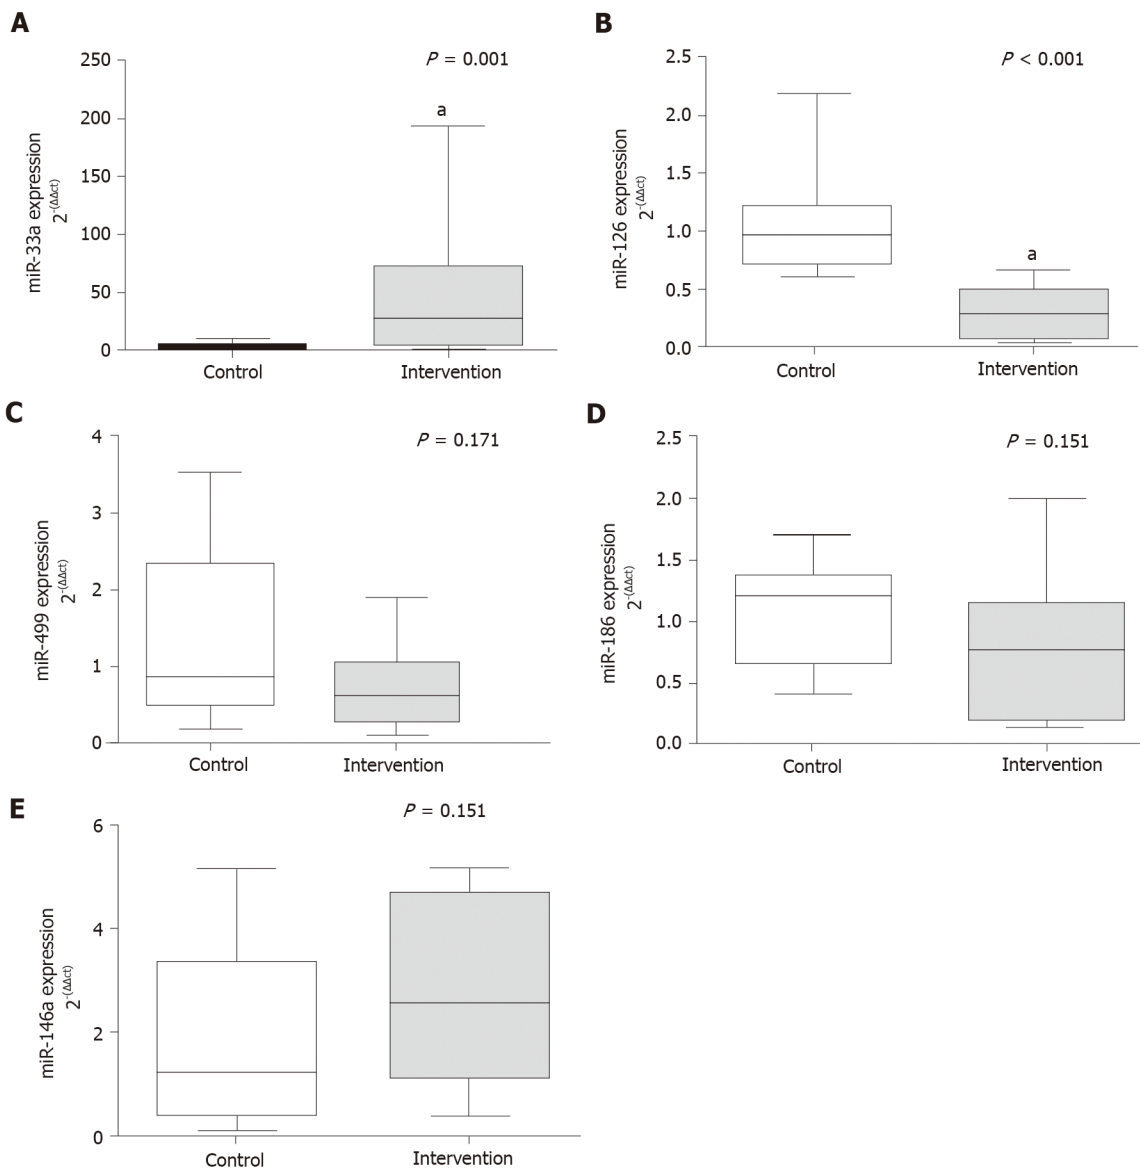 A
P = 0.001
250
200
150
100
50
0
miR-33a expression
2-(ΔΔct)
a
Control
Intervention
B
P < 0.001
2.5
2.0
1.5
1.0
0.5
0.0
miR-126 expression
2-(ΔΔct)
a
Control
Intervention
C
P = 0.171
4
3
2
1
0
miR-499 expression
2-(ΔΔct)
Control
Intervention
D
P = 0.151
2.5
2.0
1.5
1.0
0.5
0.0
miR-186 expression
2-(ΔΔct)
Control
Intervention
E
P = 0.151
6
4
2
0
miR-146a expression
2-(ΔΔct)
Control
Intervention